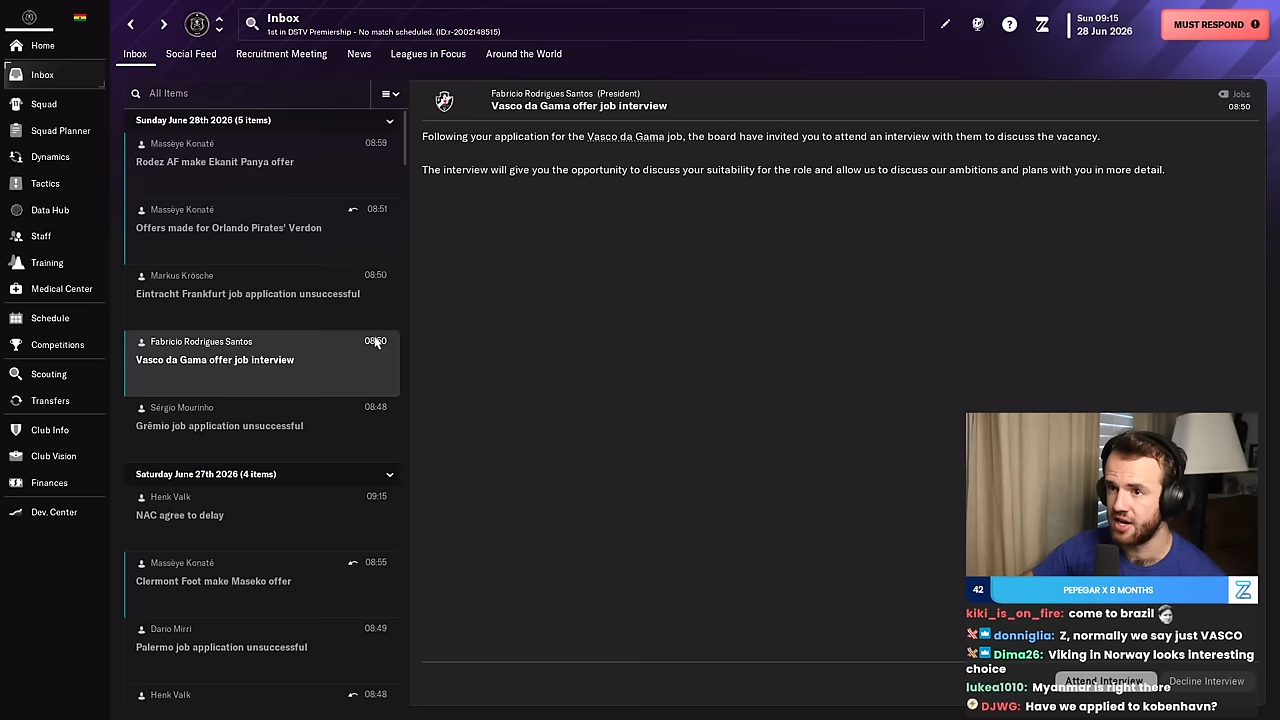 Inbox
1st in DSTV Premiership - No match scheduled. (ID:r-2002148515)
Sun 09:15
28 Jun 2026
MUST RESPOND
Inbox
Social Feed
Recruitment Meeting
News
Leagues in Focus
Around the World
Home
Inbox
Squad
Squad Planner
Dynamics
Tactics
Data Hub
Staff
Training
Medical Center
Schedule
Competitions
Scouting
Transfers
Club Info
Club Vision
Finances
Dev. Center
All Items
Sunday June 28th 2026 (5 items)
Massèye Konaté 08:59
Rodez AF make Ekanit Panya offer
Massèye Konaté 08:51
Offers made for Orlando Pirates' Verdon
Markus Krösche 08:50
Eintracht Frankfurt job application unsuccessful
Fabricio Rodrigues Santos 08:50
Vasco da Gama offer job interview
Sérgio Mourinho 08:48
Grêmio job application unsuccessful
Saturday June 27th 2026 (4 items)
Henk Valk 09:15
NAC agree to delay
Massèye Konaté 08:55
Clermont Foot make Maseko offer
Dario Mirri 08:49
Palermo job application unsuccessful
Henk Valk 08:48
Fabricio Rodrigues Santos (President)
Vasco da Gama offer job interview
Jobs
08:50
Following your application for the Vasco da Gama job, the board have invited you to attend an interview with them to discuss the vacancy.
The interview will give you the opportunity to discuss your suitability for the role and allow us to discuss our ambitions and plans with you in more detail.
42 PEPEGAR X 8 MONTHS Z
kiki_is_on_fire: come to brazil
donniglia: Z, normally we say just VASCO
Dima26: Viking in Norway looks interesting
choice
Attend Interview
Decline Interview
lukea1010: Myanmar is right there
DJWG: Have we applied to kobenhavn?